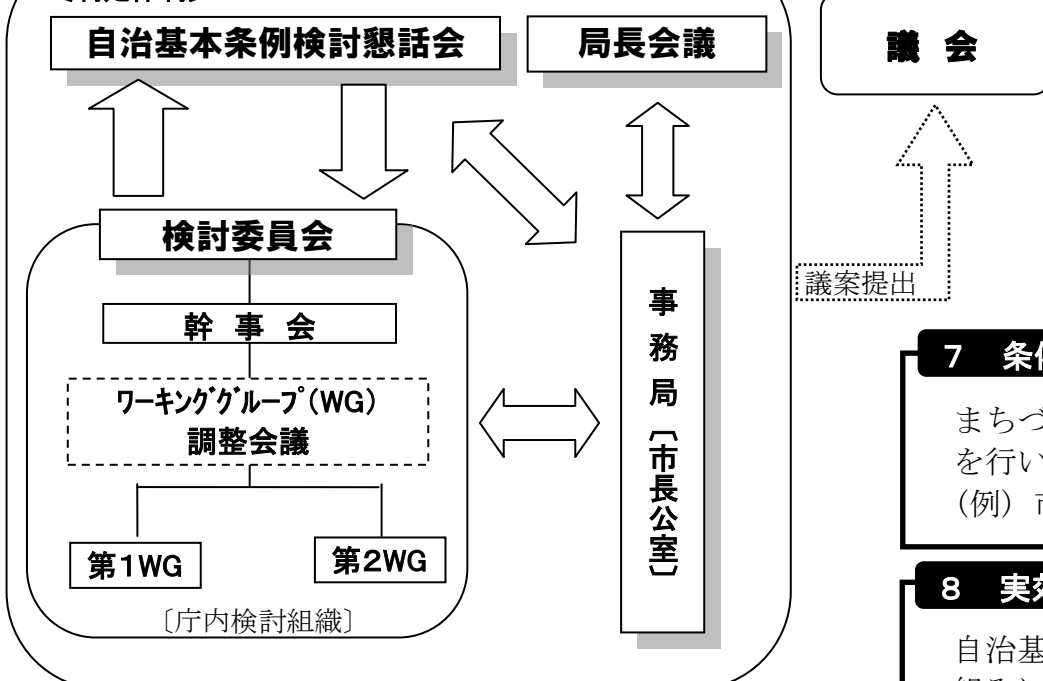 自治基本条例検討懇話会
局長会議
議 会
検討委員会
幹 事 会
ﾜｰｷﾝｸﾞｸﾞﾙｰﾌﾟ(WG)
調整会議
第1WG
第2WG
〔庁内検討組織〕
事務局〔市長公室〕
議案提出
７ 条
まちづ
を行い
（例）市
８ 実
自治基